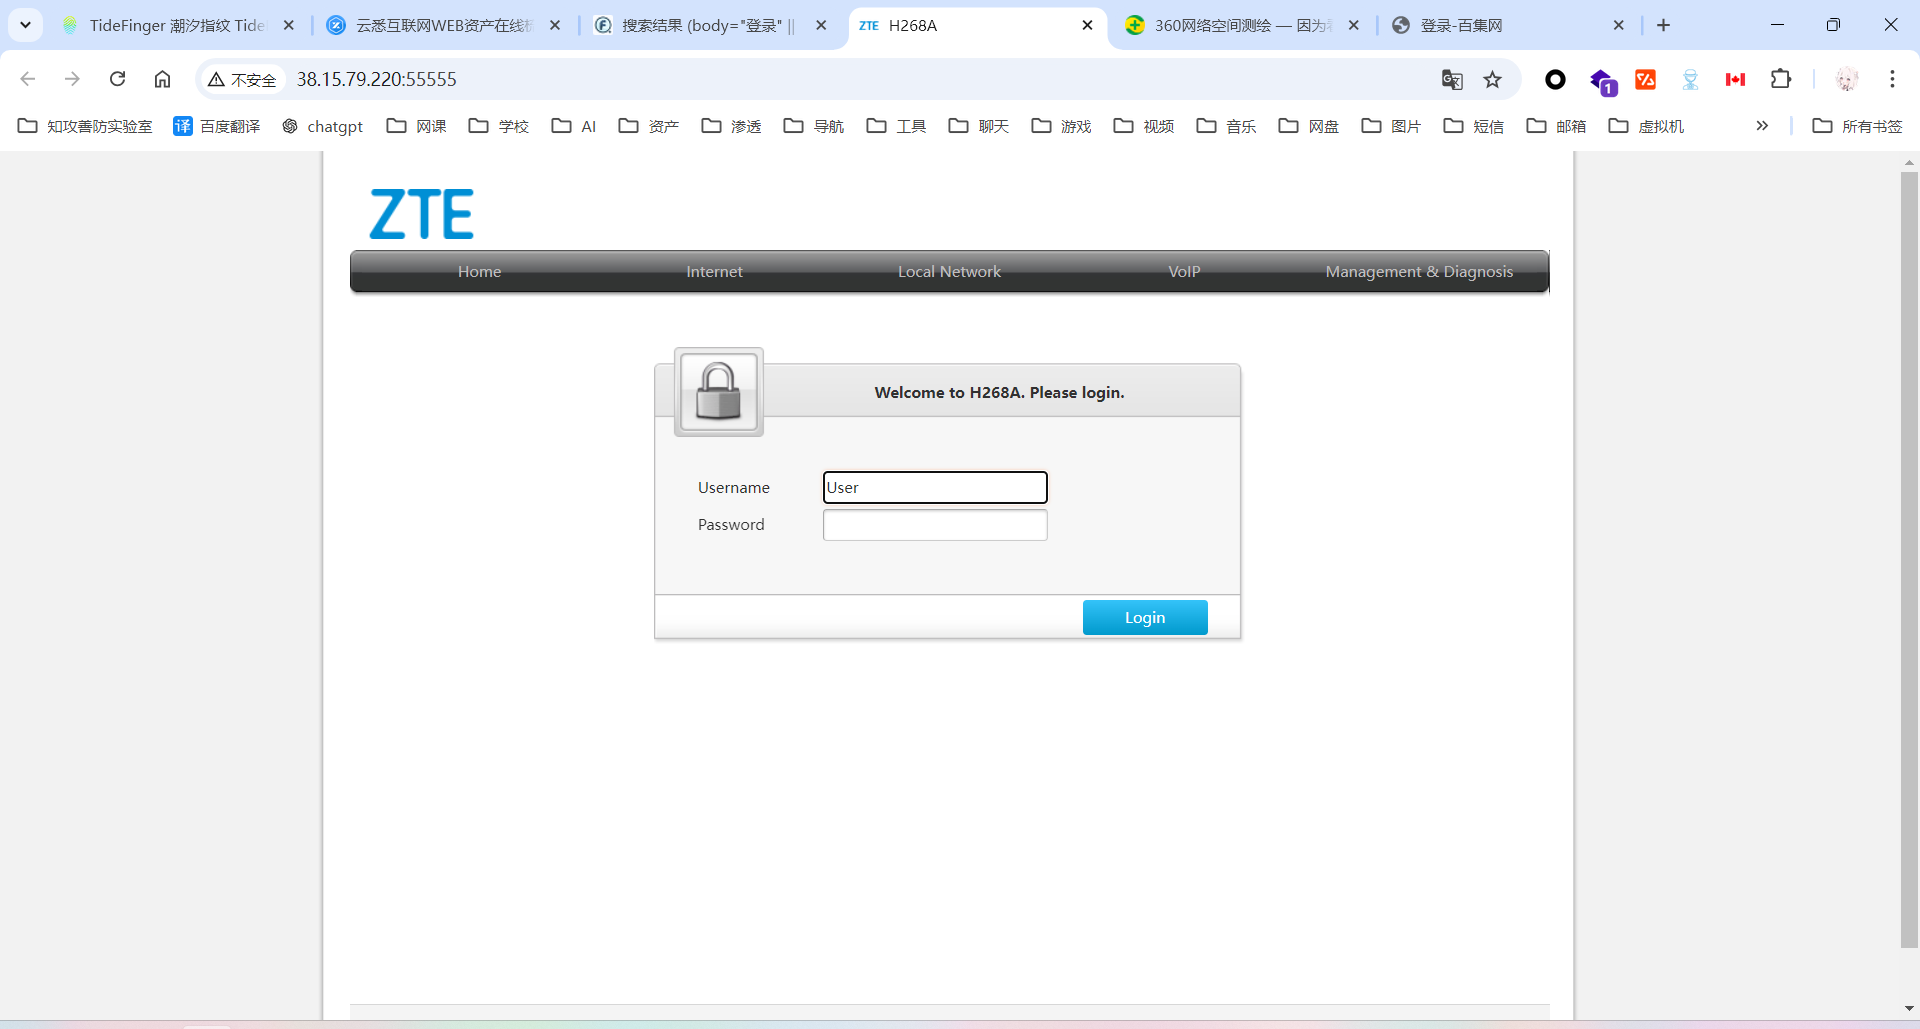 TideFinger 潮汐指纹 Tide
云悉互联网WEB资产在线
搜索结果 (body="登录" ||
ZTE H268A
360网络空间测绘 — 因为
登录-百集网
不安全
38.15.79.220:55555
1
知攻善防实验室
译 百度翻译
chatgpt
网课
学校
AI
资产
渗透
导航
工具
聊天
游戏
视频
音乐
网盘
图片
短信
邮箱
虚拟机
所有书签
ZTE
Home
Internet
Local Network
VoIP
Management & Diagnosis
Welcome to H268A. Please login.
Username
User
Password
Login